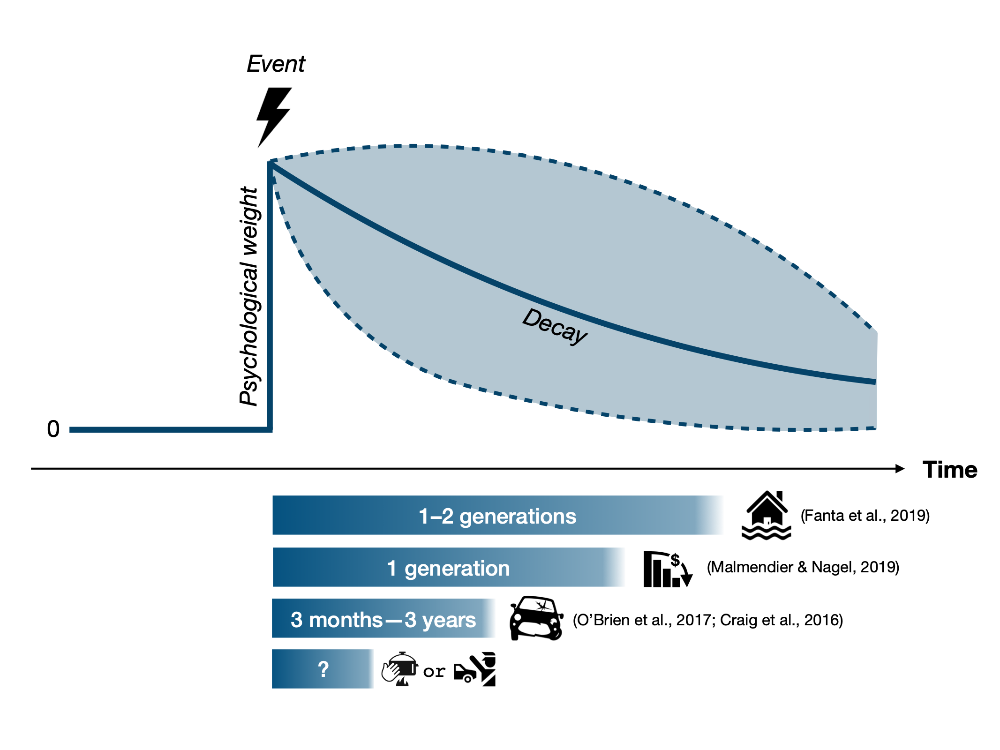 Event
Psychological weight
Decay
0
Time
1–2 generations
(Fanta et al., 2019)
1 generation
$
(Malmendier & Nagel, 2019)
3 months—3 years
(O’Brien et al., 2017; Craig et al., 2016)
?
or